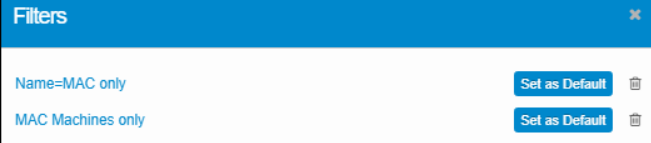 Filters
Name=MAC only Set as Default
MAC Machines only Set as Default